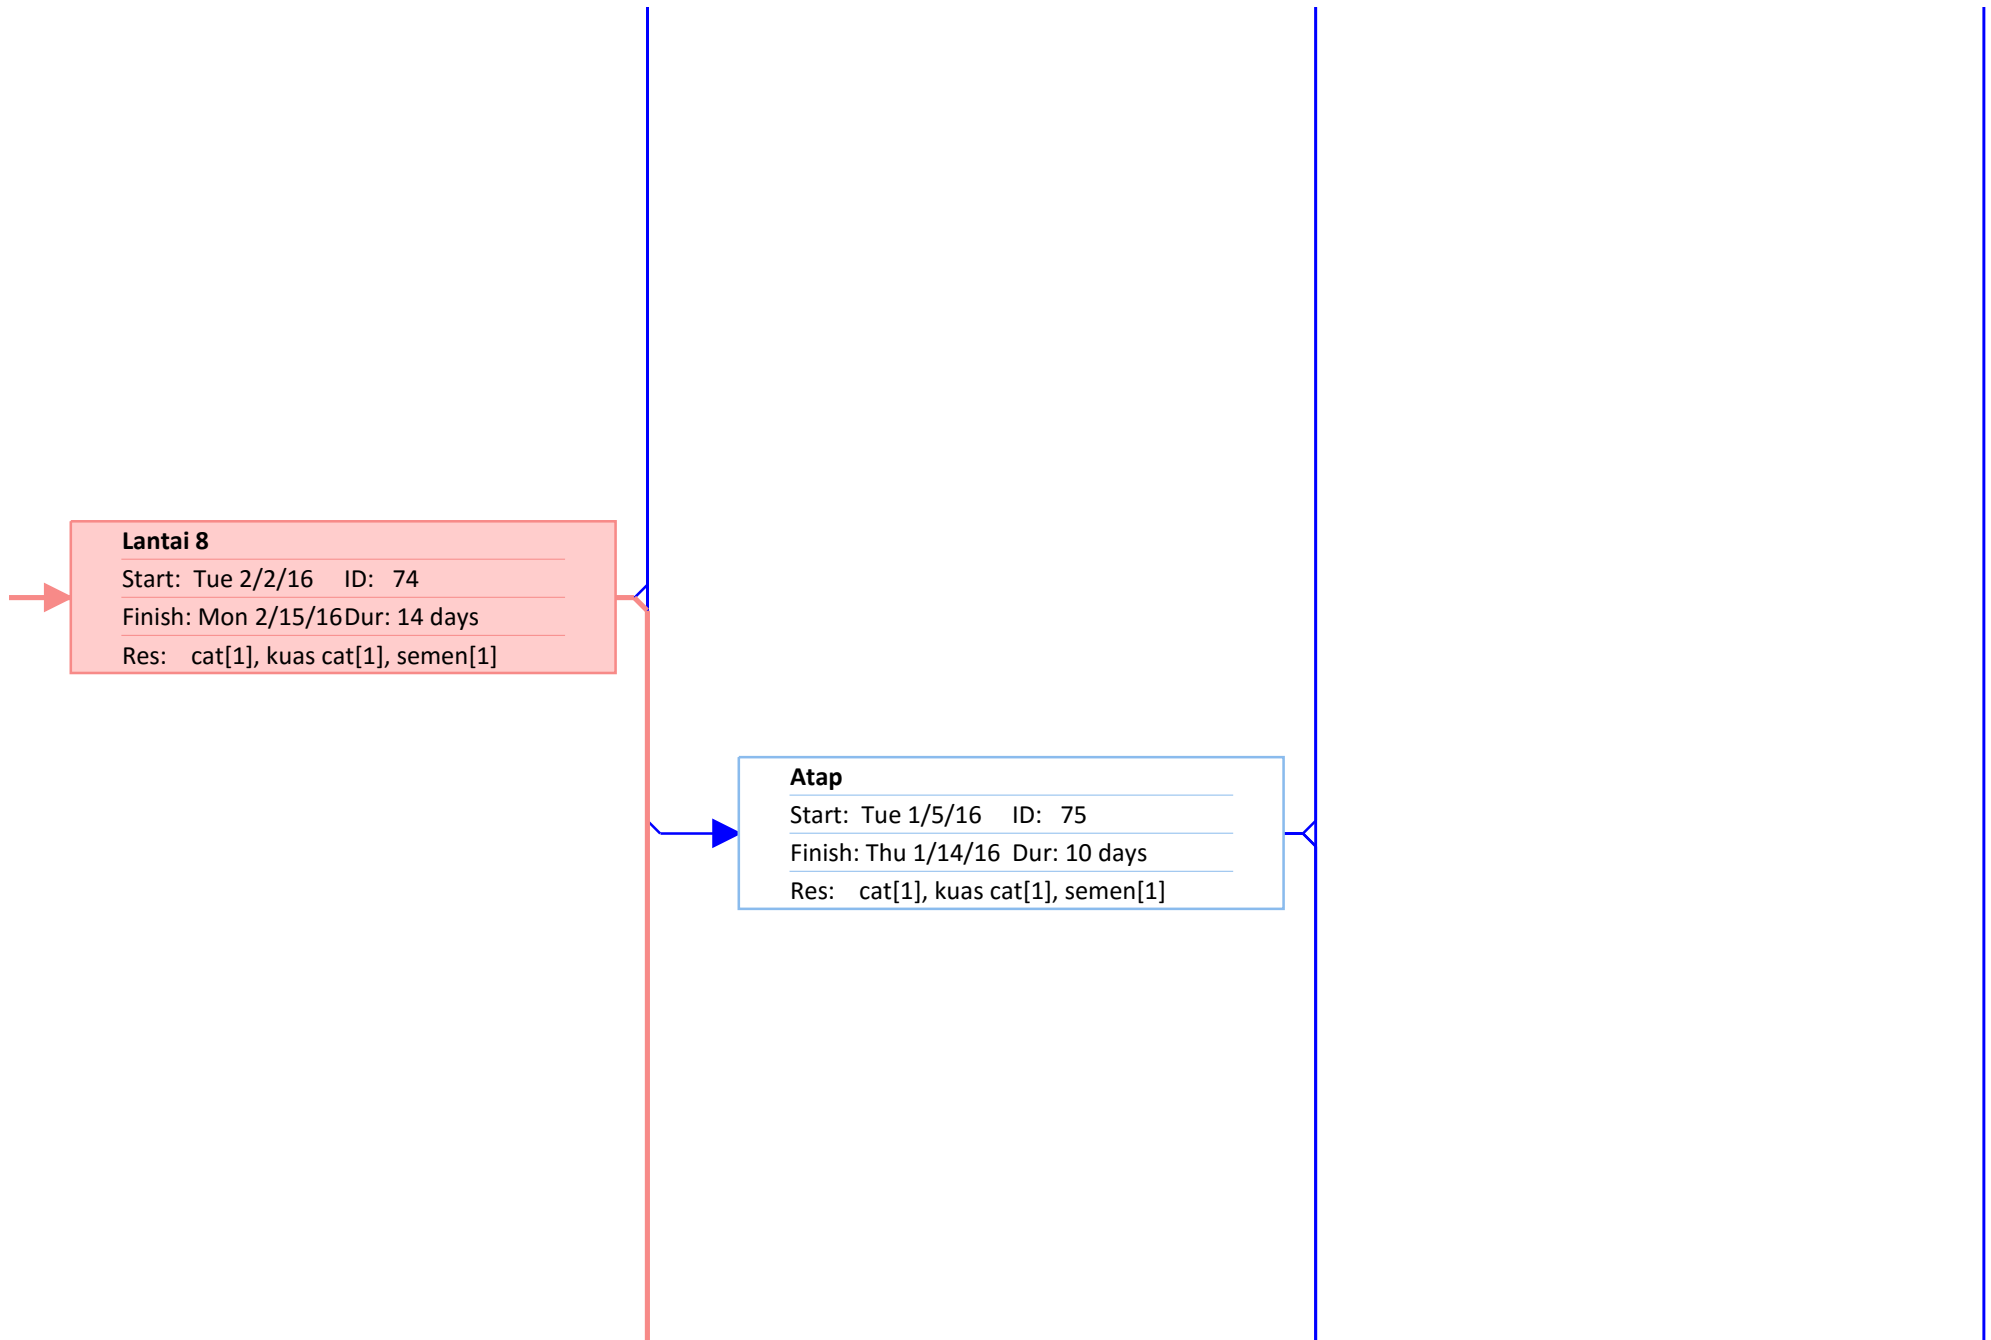 Lantai 8
Start: Tue 2/2/16 ID: 74
Finish: Mon 2/15/16 Dur: 14 days
Res: cat[1], kuas cat[1], semen[1]
Atap
Start: Tue 1/5/16 ID: 75
Finish: Thu 1/14/16 Dur: 10 days
Res: cat[1], kuas cat[1], semen[1]